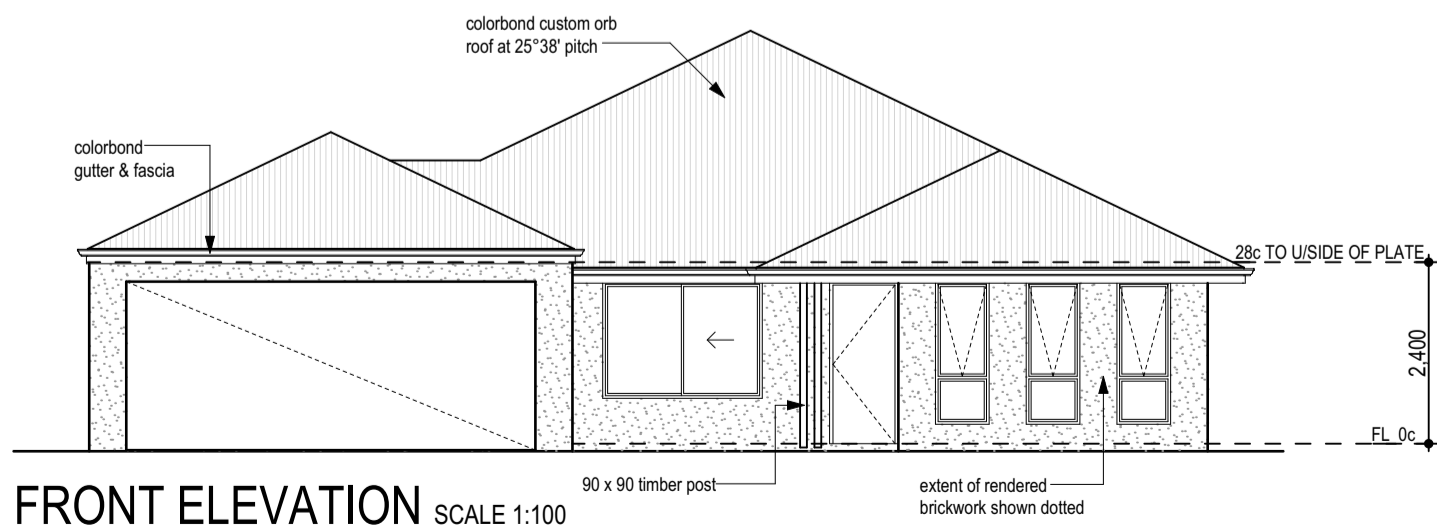 colorbond custom orb
roof at 25°38' pitch
colorbond
gutter & fascia
28c TO U/SIDE OF PLATE
2,400
FL 0c
90 x 90 timber post
extent of rendered
brickwork shown dotted
FRONT ELEVATION SCALE 1:100